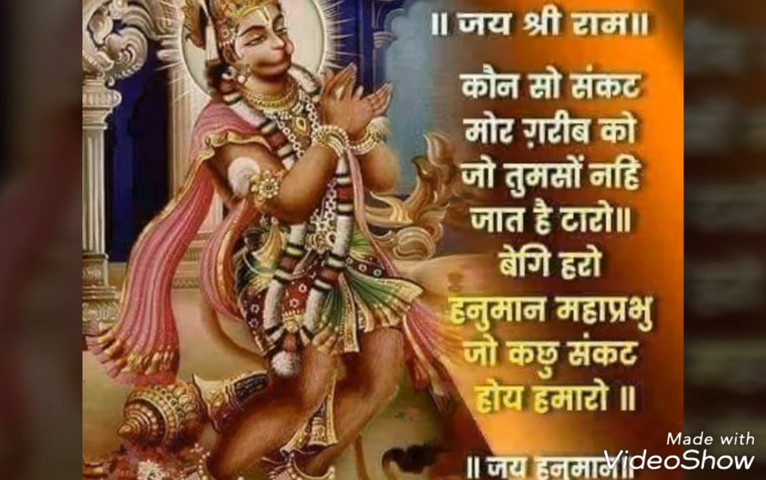 ॥ जय श्री राम॥
कौन सो संकट
मोर ग़रीब को
जो तुमसों नहि
जात है टारो॥
बेगि हरो
हनुमान महाप्रभु
जो कछु संकट
होय हमारो ॥
॥ जय हनुमान॥
Made with
VideoShow